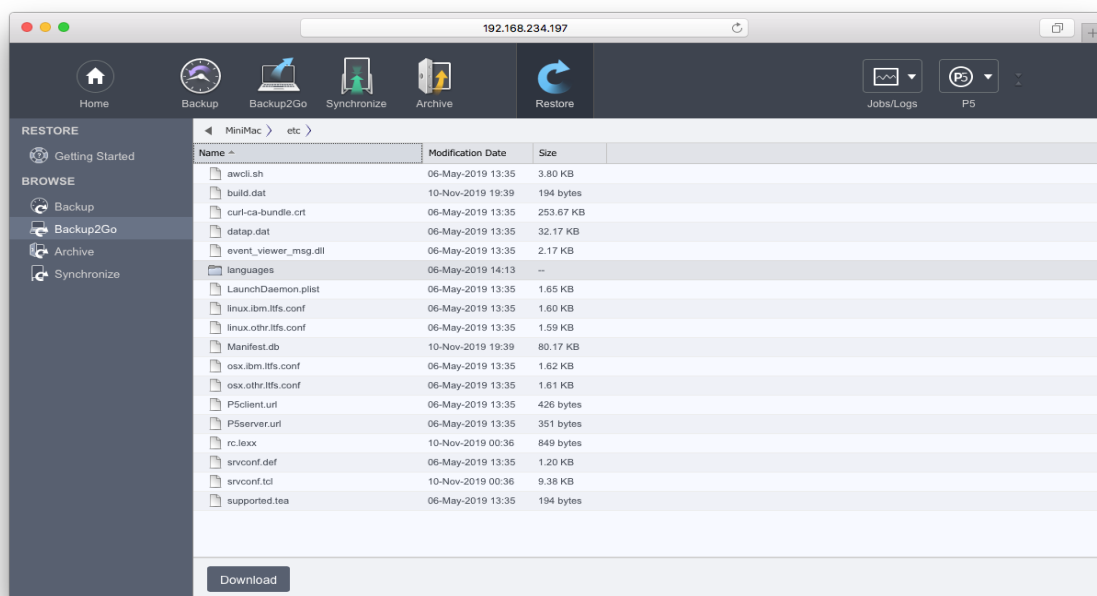 192.168.234.197
Home Backup Backup2Go Synchronize Archive Restore Jobs/Logs P5 P5
RESTORE
Getting Started
BROWSE
Backup
Backup2Go
Archive
Synchronize
MiniMac etc
Name Modification Date Size
awcli.sh 06-May-2019 13:35 3.80 KB
build.dat 10-Nov-2019 19:39 194 bytes
curl-ca-bundle.crt 06-May-2019 13:35 253.67 KB
datap.dat 06-May-2019 13:35 32.17 KB
event_viewer_msg.dll 06-May-2019 13:35 2.17 KB
languages 06-May-2019 14:13 --
LaunchDaemon.plist 06-May-2019 13:35 1.65 KB
linux.ibm.ltfs.conf 06-May-2019 13:35 1.60 KB
linux.othr.ltfs.conf 06-May-2019 13:35 1.59 KB
Manifest.db 10-Nov-2019 19:39 80.17 KB
osx.ibm.ltfs.conf 06-May-2019 13:35 1.62 KB
osx.othr.ltfs.conf 06-May-2019 13:35 1.61 KB
P5client.url 06-May-2019 13:35 426 bytes
P5server.url 06-May-2019 13:35 351 bytes
rc.lexx 10-Nov-2019 00:36 849 bytes
srvconf.def 06-May-2019 13:35 1.20 KB
srvconf.tcl 10-Nov-2019 00:36 9.38 KB
supported.tea 06-May-2019 13:35 194 bytes
Download